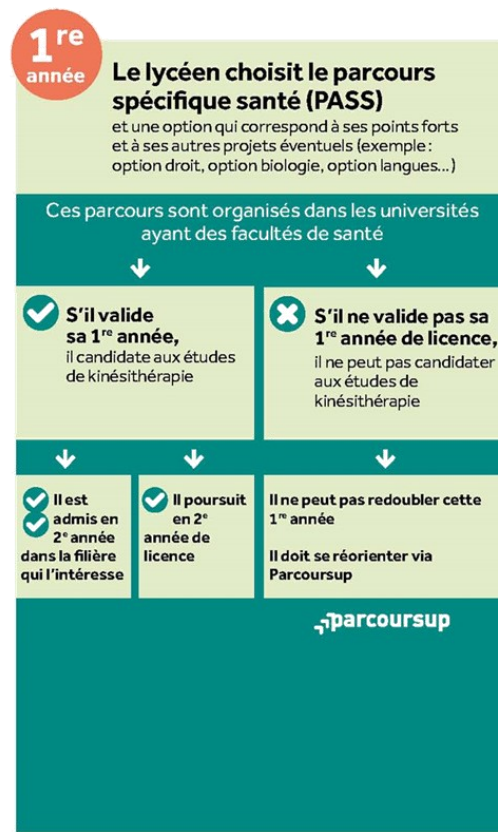 1re
année
Le lycéen choisit le parcours
spécifique santé (PASS)
et une option qui correspond à ses points forts
et à ses autres projets éventuels (exemple :
option droit, option biologie, option langues...)
Ces parcours sont organisés dans les universités
ayant des facultés de santé
S'il valide
sa 1re année,
il candidate aux études
de kinésithérapie
S'il ne valide pas sa
1re année de licence,
il ne peut pas candidater
aux études de
kinésithérapie
Il est
admis en
2e année
dans la filière
qui l'intéresse
Il poursuit
en 2e
année de
licence
Il ne peut pas redoubler cette
1re année
Il doit se réorienter via
Parcoursup
parcoursup